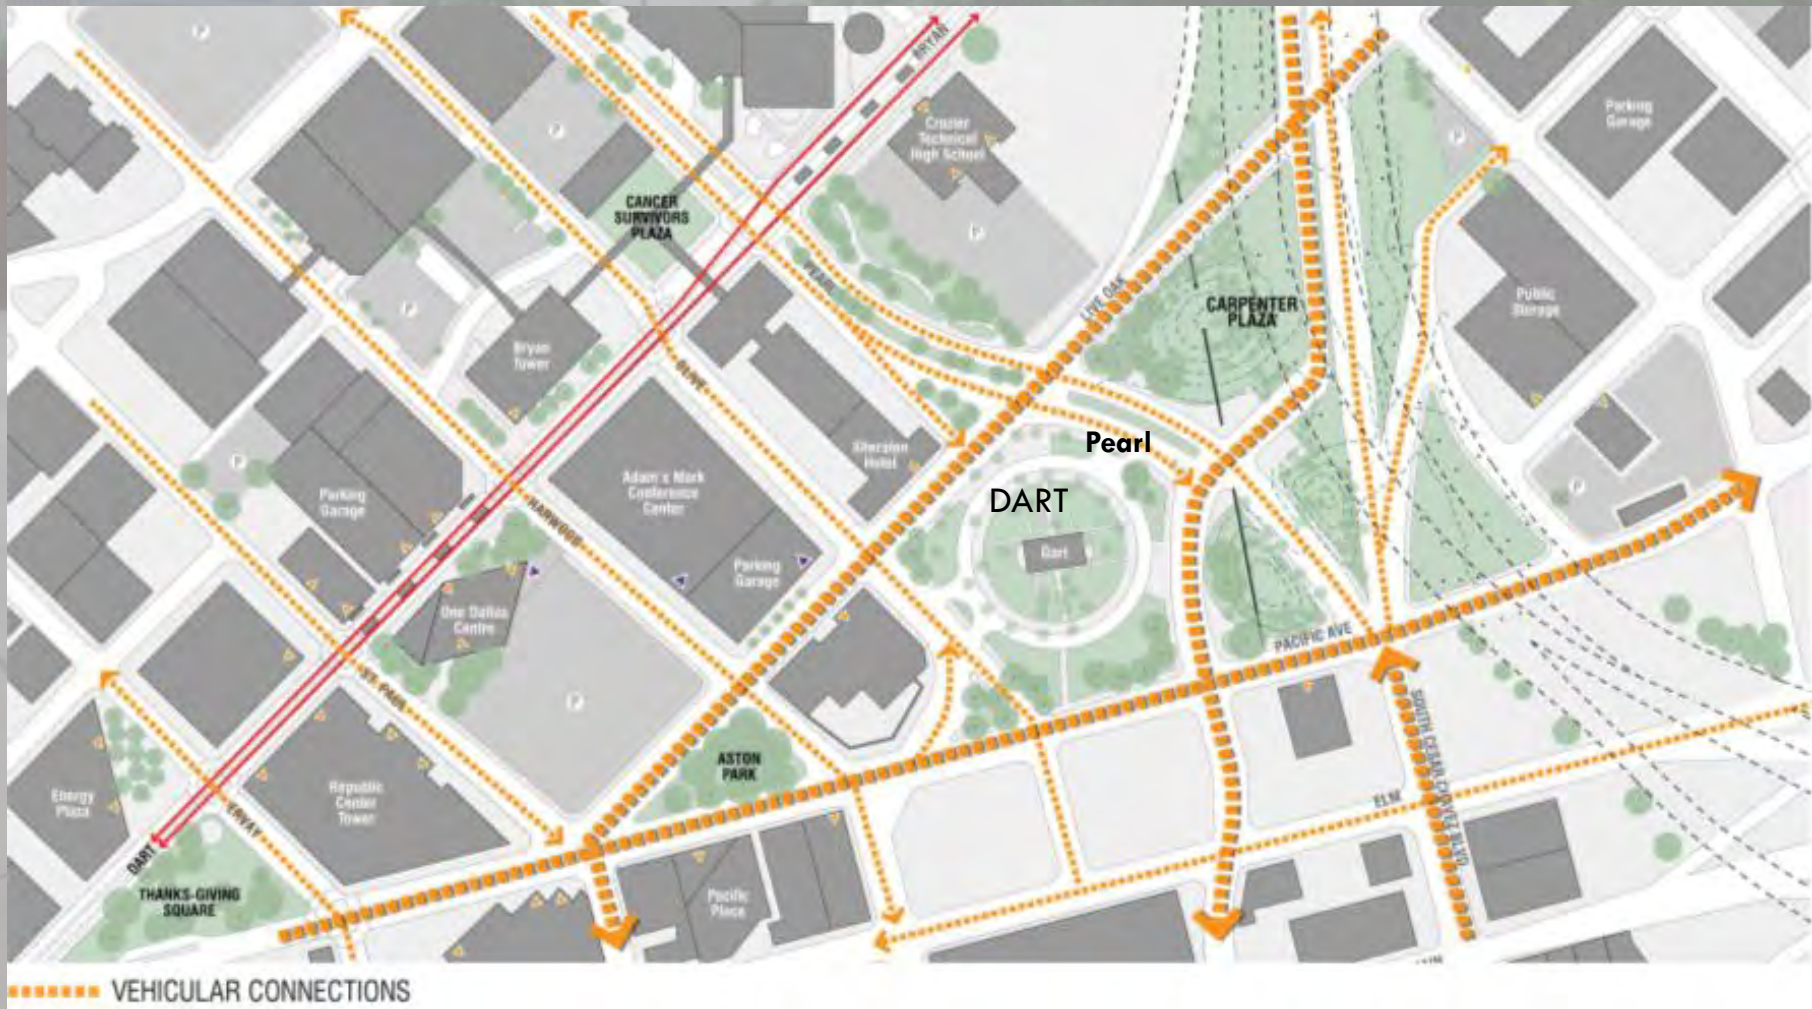 BRYAN
P
Crozier
Technical
High School
Parking
Garage
P
P
CANCER
SURVIVORS
PLAZA
P
PEARL
LIVE OAK
CARPENTER
PLAZA
Public
Storage
P
Bryan
Tower
OLIVE
Pearl
Sheraton
Hotel
P
Parking
Garage
Adam's Mark
Conference
Center
HARWOOD
DART
Dart
P
Parking
Garage
One Dallas
Centre
PACIFIC AVE
ST. PAUL
P
SOUTH CESAR CHAVEZ BLVD.
ASTON
PARK
Energy
Plaza
Republic
Center
Tower
ERVAY
ELM
DART
THANKS-GIVING
SQUARE
Pacific
Place
VEHICULAR CONNECTIONS